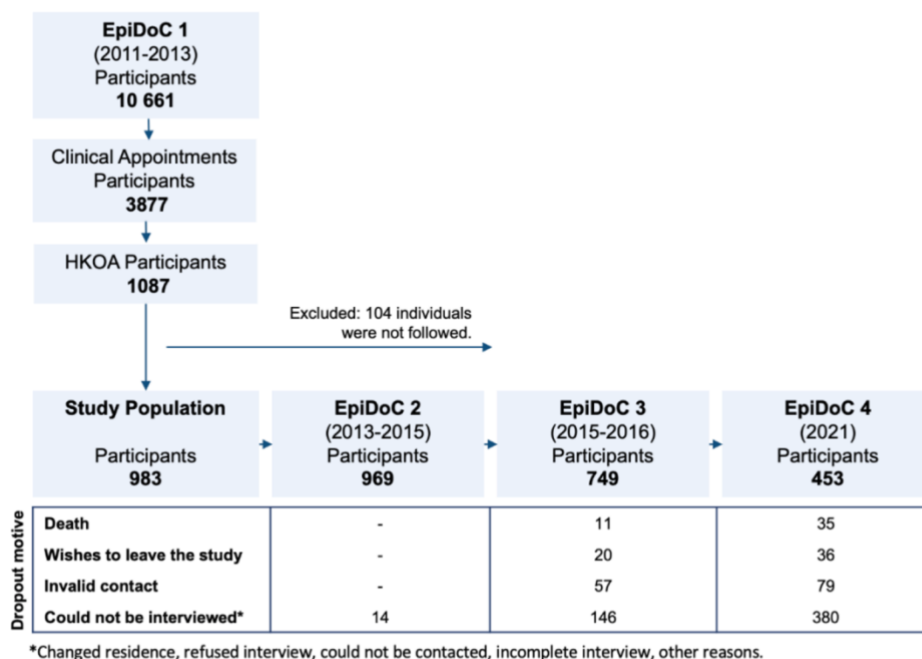 EpiDoC 1
(2011-2013)
Participants
10 661
Clinical Appointments
Participants
3877
HKOA Participants
1087
Excluded: 104 individuals
were not followed.
Study Population
Participants
983
EpiDoC 2
(2013-2015)
Participants
969
EpiDoC 3
(2015-2016)
Participants
749
EpiDoC 4
(2021)
Participants
453
Dropout motive
Death - 11 35
Wishes to leave the study - 20 36
Invalid contact - 57 79
Could not be interviewed* 14 146 380
*Changed residence, refused interview, could not be contacted, incomplete interview, other reasons.